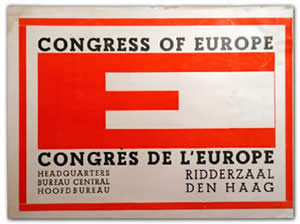 CONGRESS OF EUROPE
E
CONGRÈS DE L'EUROPE
HEADQUARTERS
BUREAU CENTRAL
HOOFDBUREAU
RIDDERZAAL
DEN HAAG